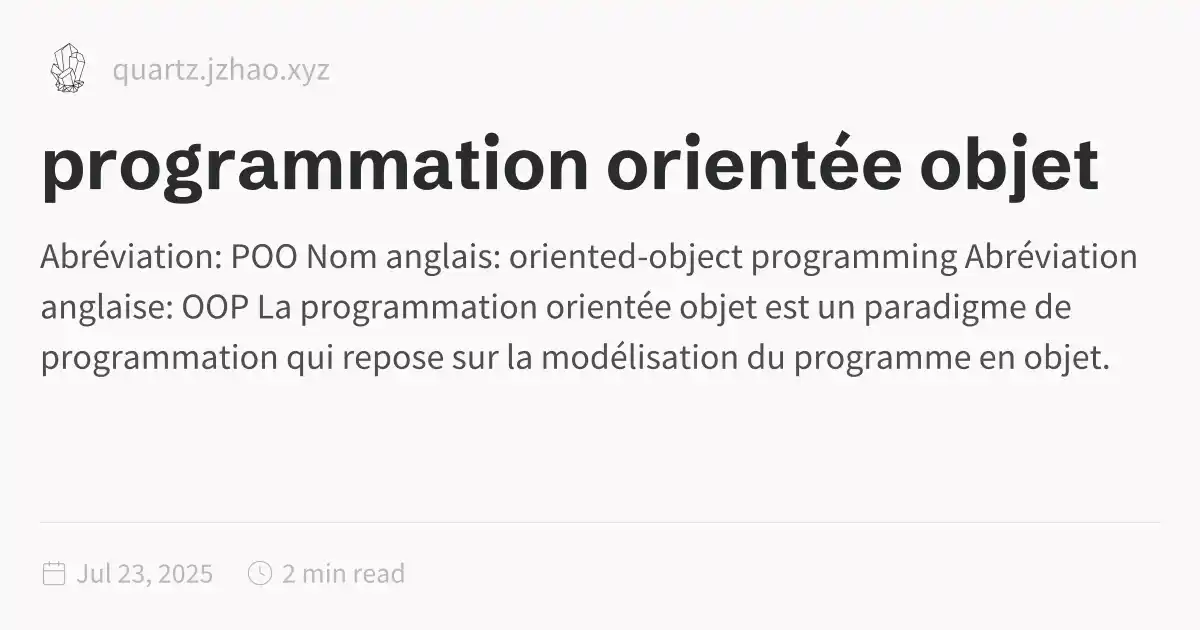 quartz.jzhao.xyz
programmation orientée objet
Abréviation: POO Nom anglais: oriented-object programming Abréviation
anglaise: OOP La programmation orientée objet est un paradigme de
programmation qui repose sur la modélisation du programme en objet.
Jul 23, 2025 2 min read